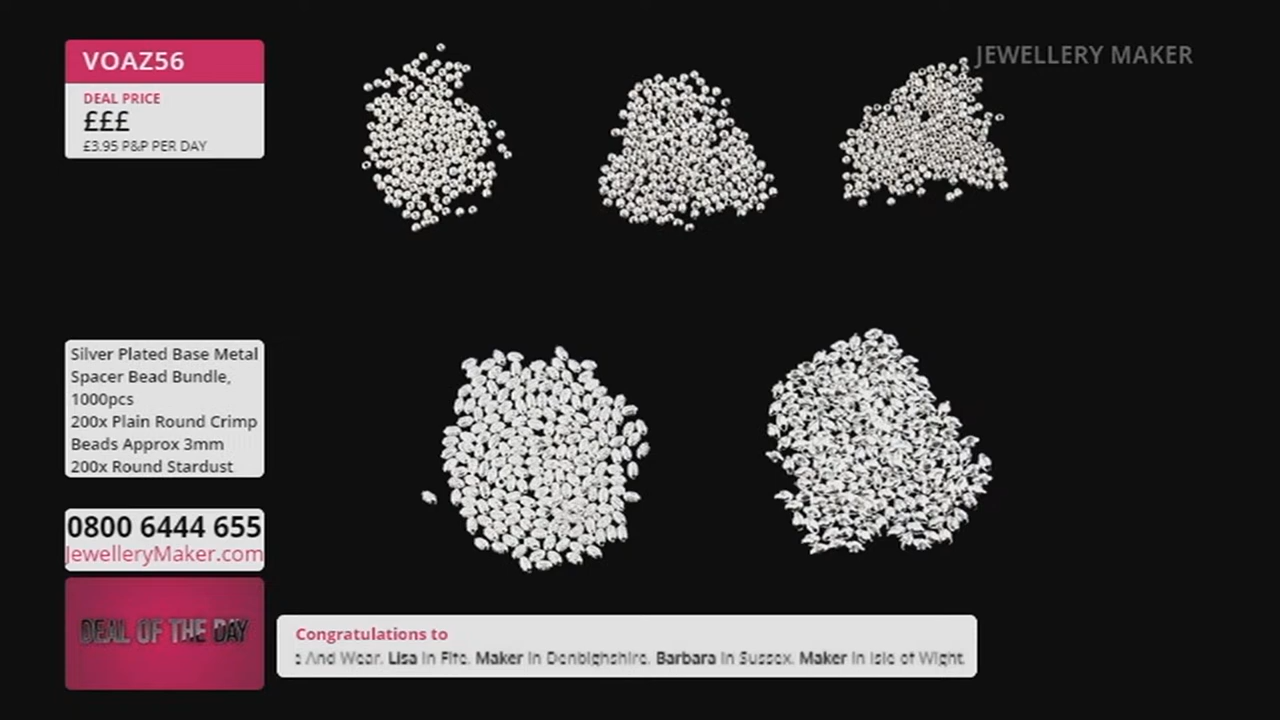 VOAZ56
JEWELLERY MAKER
DEAL PRICE
£££
£3.95 P&P PER DAY
Silver Plated Base Metal
Spacer Bead Bundle,
1000pcs
200x Plain Round Crimp
Beads Approx 3mm
200x Round Stardust
0800 6444 655
JewelleryMaker.com
DEAL OF THE DAY
Congratulations to
And Wear. Lisa in Fife. Maker in Denbighshire. Barbara in Sussex. Maker in Isle of Wight.